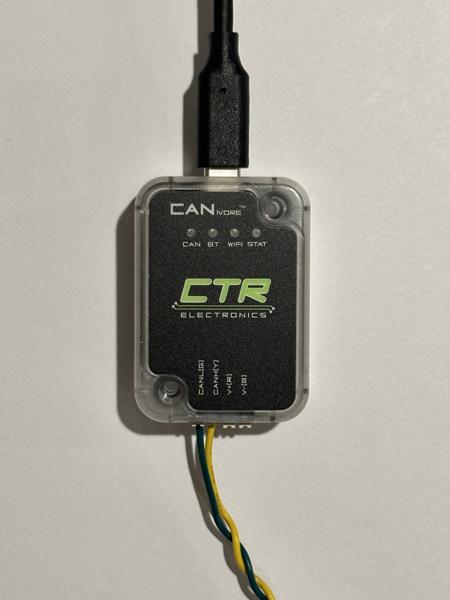 CANIVORE™
CAN BT WIFI STAT
CTR
ELECTRONICS
CANL[G]
CANH[Y]
V+[R]
V-[B]